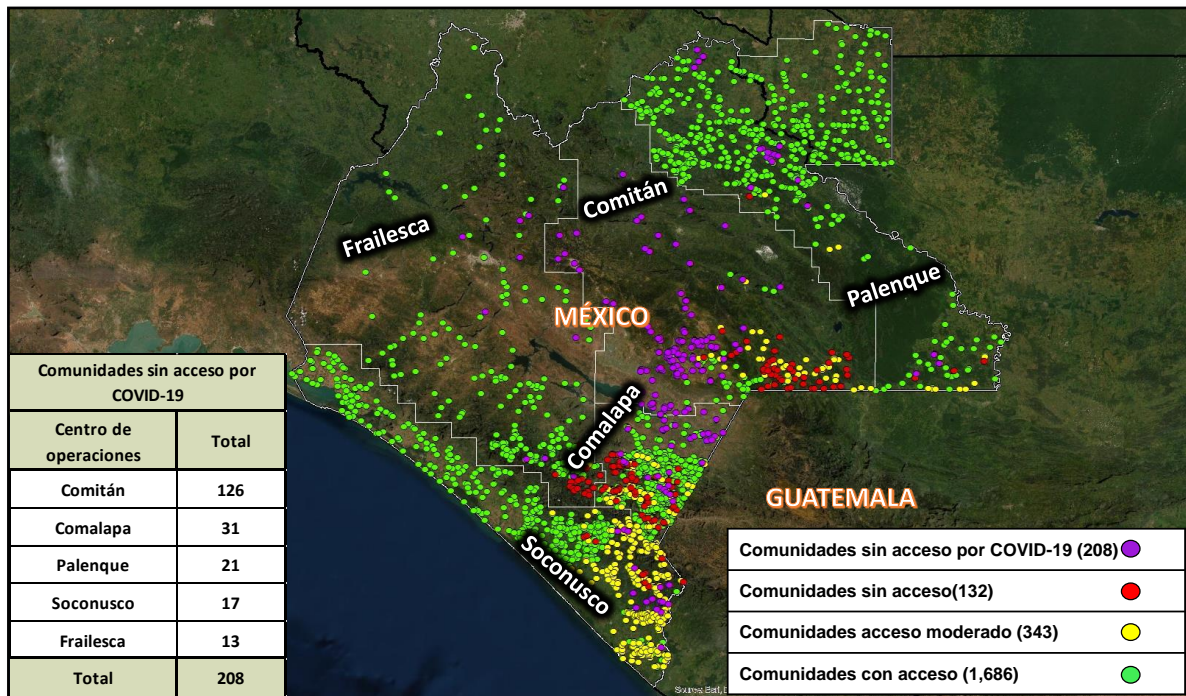 Comitán
Frailesca
Palenque
MÉXICO
Comalapa
GUATEMALA
Soconusco
Comunidades sin acceso por
COVID-19
Centro de
operaciones
Total
Comitán
126
Comalapa
31
Palenque
21
Soconusco
17
Frailesca
13
Total
208
Comunidades sin acceso por COVID-19 (208)
Comunidades sin acceso(132)
Comunidades acceso moderado (343)
Comunidades con acceso (1,686)
Source: Esri,